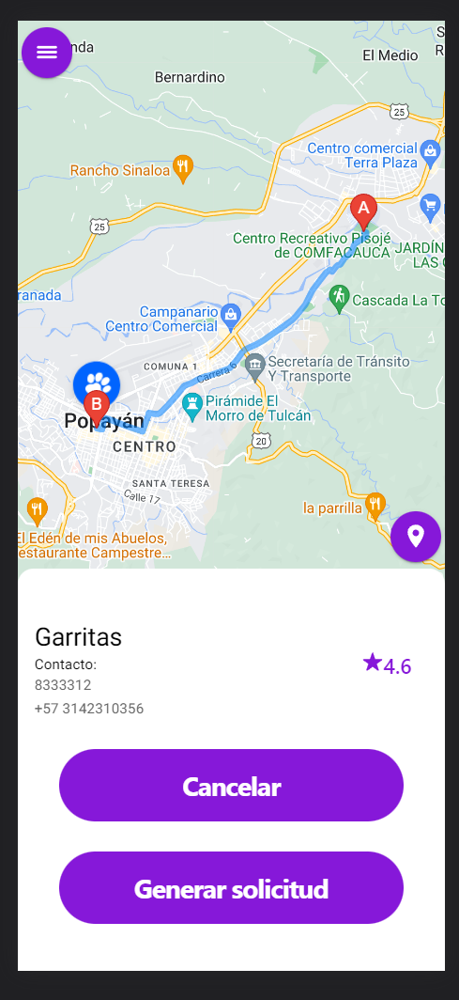 nda
El Medio
Bernardino
25
Centro comercial
Terra Plaza
Rancho Sinaloa
A
25
Centro Recreativo Pisojé
de COMFACAUCA
JARDÍN
LAS
ranada
Cascada La To
Campanario
Centro Comercial
COMUNA 1
Carrera 6
Secretaría de Tránsito
Y Transporte
B
Popayán
Pirámide El
Morro de Tulcán
CENTRO
20
SANTA TERESA
Calle 17
la parrilla
El Edén de mis Abuelos,
estaurante Campestre...
Garritas
Contacto:
8333312
4.6
+57 3142310356
Cancelar
Generar solicitud